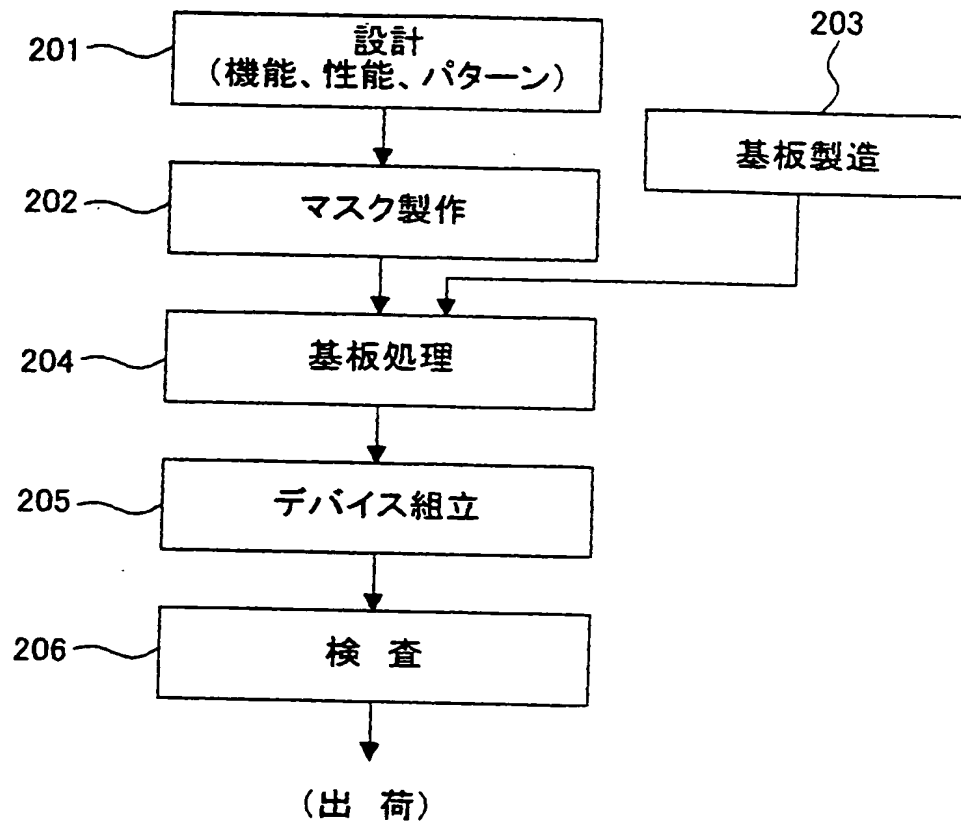 201
設計
(機能、性能、パターン)
203
基板製造
202
マスク製作
204
基板処理
205
デバイス組立
206
検 査
(出 荷)